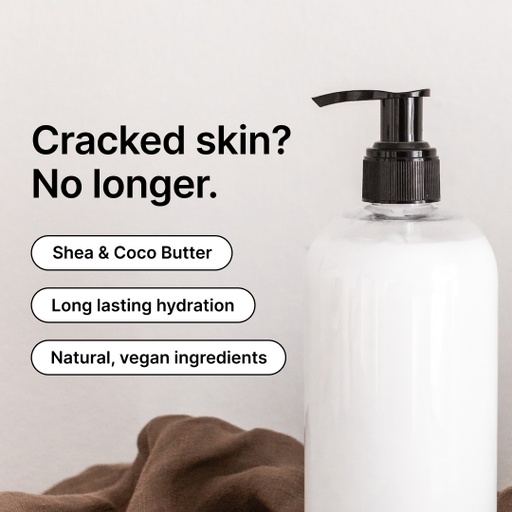 Cracked skin?
No longer.
Shea & Coco Butter
Long lasting hydration
Natural, vegan ingredients